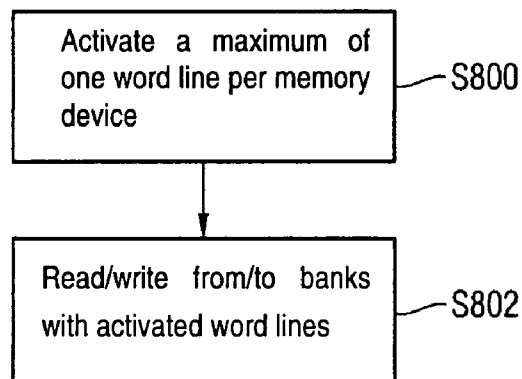 Activate a maximum of
one word line per memory
device
S800
Read/write from/to banks
with activated word lines
S802